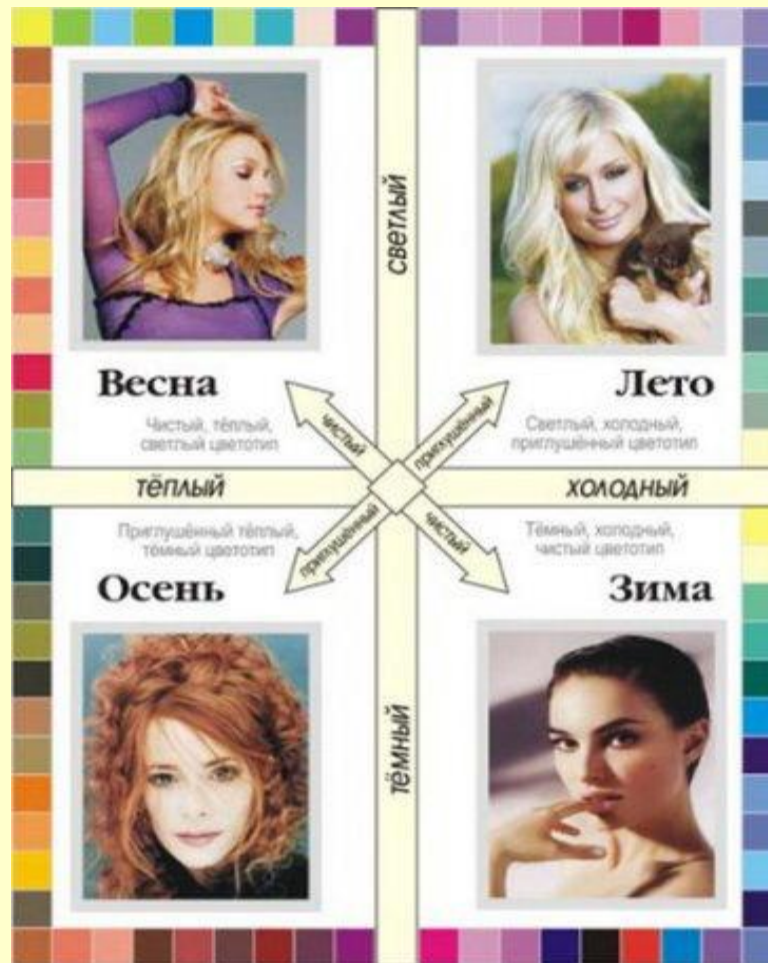 светлый
Весна
Чистый, тёплый,
светлый цветотип
Лето
Светлый, холодный,
приглушённый цветотип
чистый
приглушённый
тёплый
холодный
приглушённый
чистый
Приглушённый тёплый,
тёмный цветотип
Осень
Тёмный, холодный,
чистый цветотип
Зима
тёмный